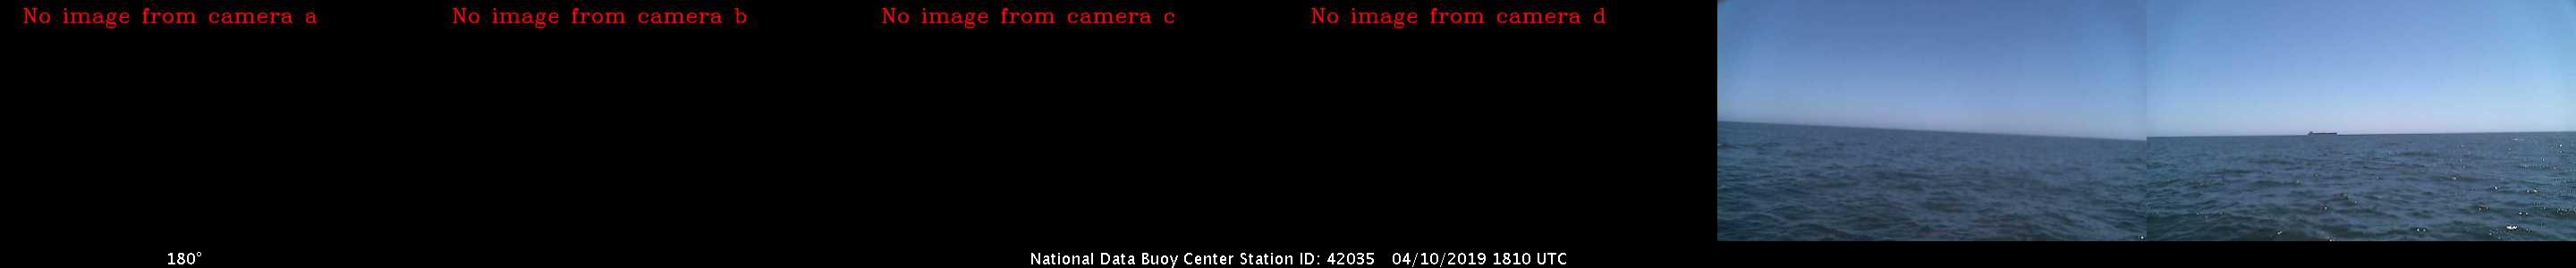 No image from camera a
No image from camera b
No image from camera c
No image from camera d
180°
National Data Buoy Center Station ID: 42035 04/10/2019 1810 UTC